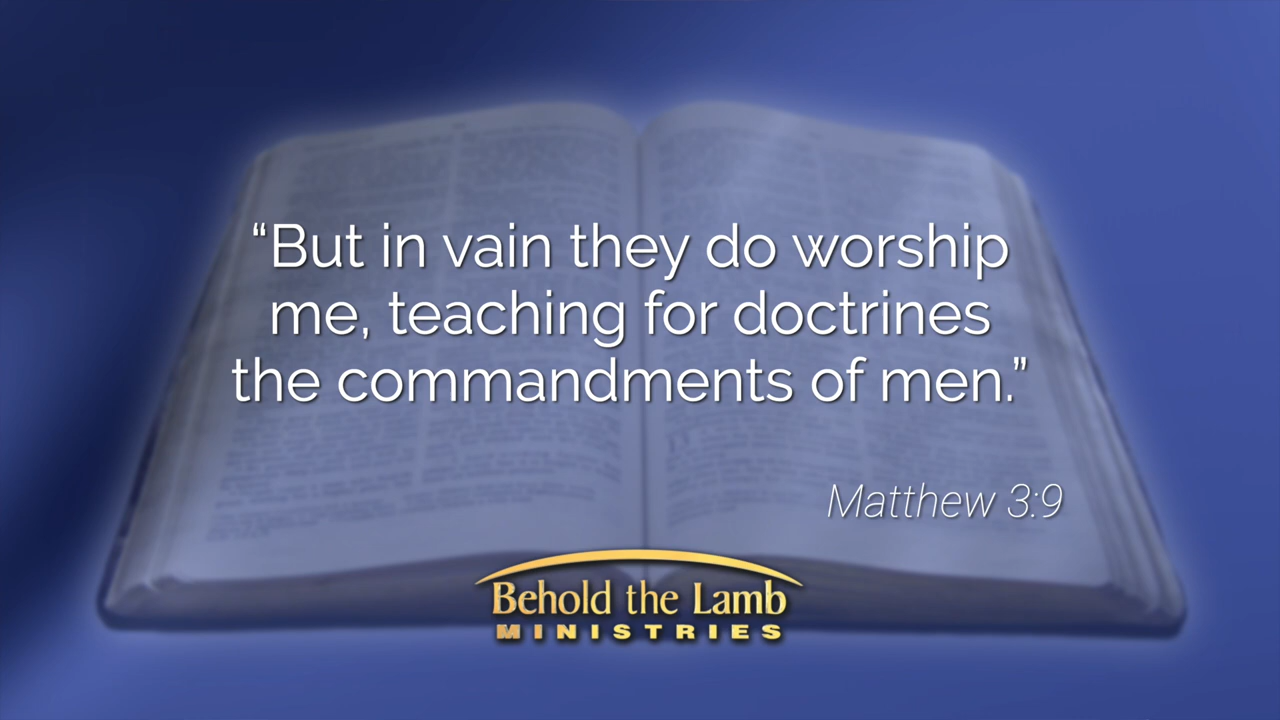 “But in vain they do worship
me, teaching for doctrines
the commandments of men.”
Matthew 3:9
Behold the Lamb
MINISTRIES